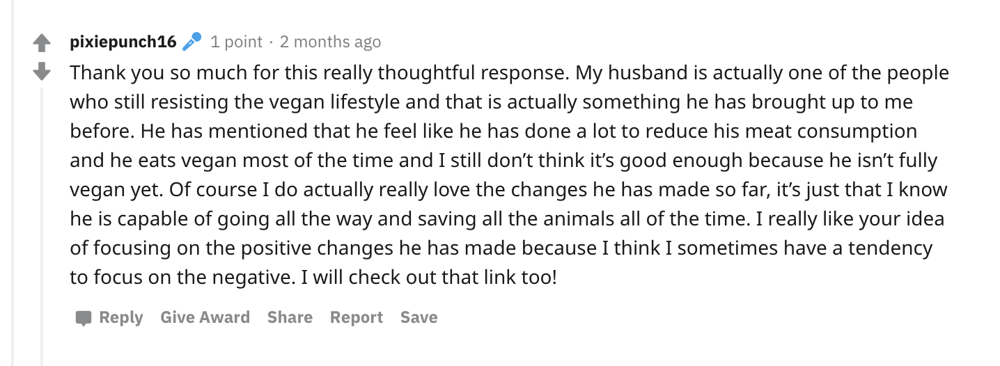 pixiepunch16 1 point · 2 months ago
Thank you so much for this really thoughtful response. My husband is actually one of the people
who still resisting the vegan lifestyle and that is actually something he has brought up to me
before. He has mentioned that he feel like he has done a lot to reduce his meat consumption
and he eats vegan most of the time and I still don’t think it’s good enough because he isn’t fully
vegan yet. Of course I do actually really love the changes he has made so far, it’s just that I know
he is capable of going all the way and saving all the animals all of the time. I really like your idea
of focusing on the positive changes he has made because I think I sometimes have a tendency
to focus on the negative. I will check out that link too!
Reply Give Award Share Report Save